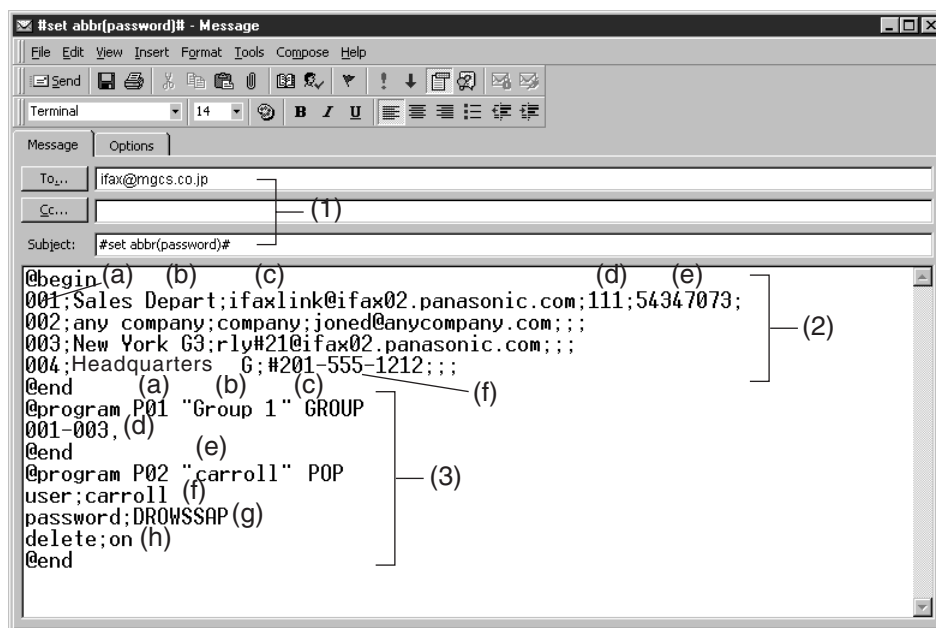 #set abbr(password)# - Message
File Edit View Insert Format Tools Compose Help
Send
Terminal 14 B I U
Message Options
To... ifax@mgcs.co.jp
Cc... (1)
Subject: #set abbr(password)#
@begin (a) (b) (c) (d) (e)
001;Sales Depart;ifaxlink@ifax02.panasonic.com;111;54347073;
002;any company;company;joned@anycompany.com;;; (2)
003;New York G3;rly#21@ifax02.panasonic.com;;;
004;Headquarters G;#201-555-1212;;;
@end (a) (b) (c) (f)
@program P01 "Group 1" GROUP
001-003, (d)
@end (e)
@program P02 "carroll" POP (3)
user;carroll (f)
password;DROWSSAP (g)
delete;on (h)
@end